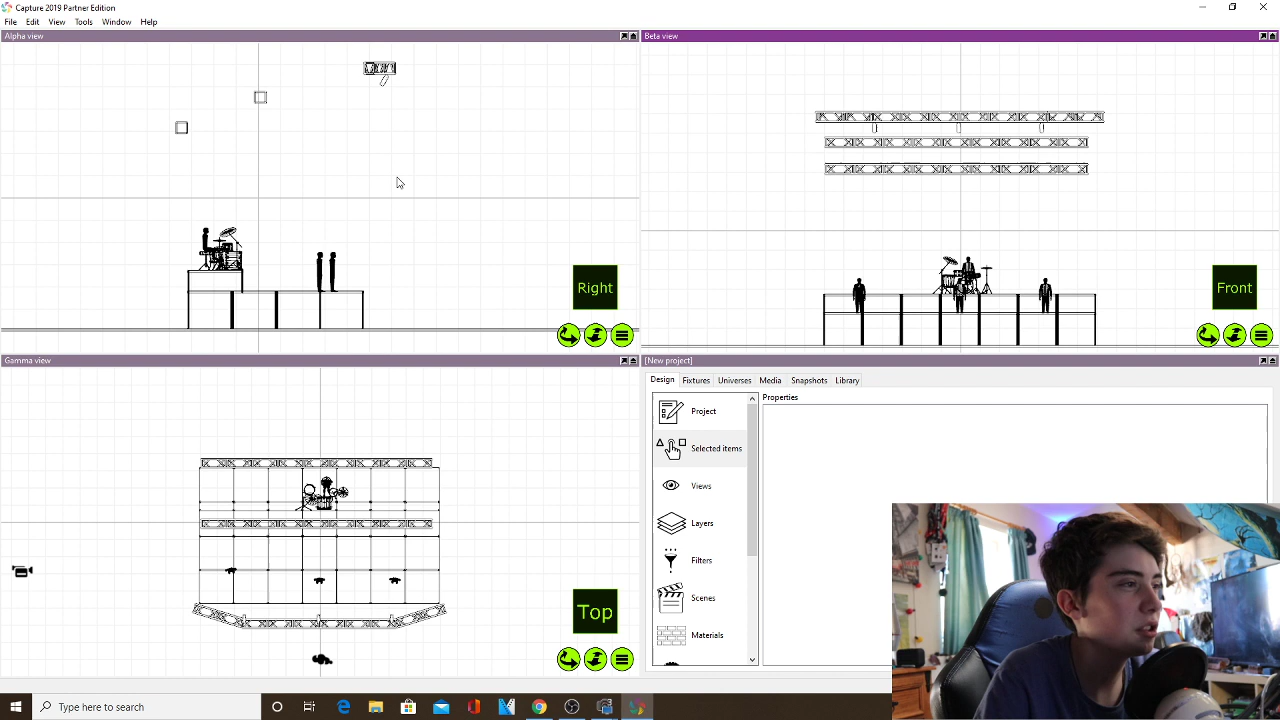 Capture 2019 Partner Edition
File Edit View Tools Window Help
Alpha view
Right
Beta view
Front
Gamma view
Top
[New project]
Design Fixtures Universes Media Snapshots Library
Project
Selected items
Views
Layers
Filters
Scenes
Materials
Properties
Type here to search